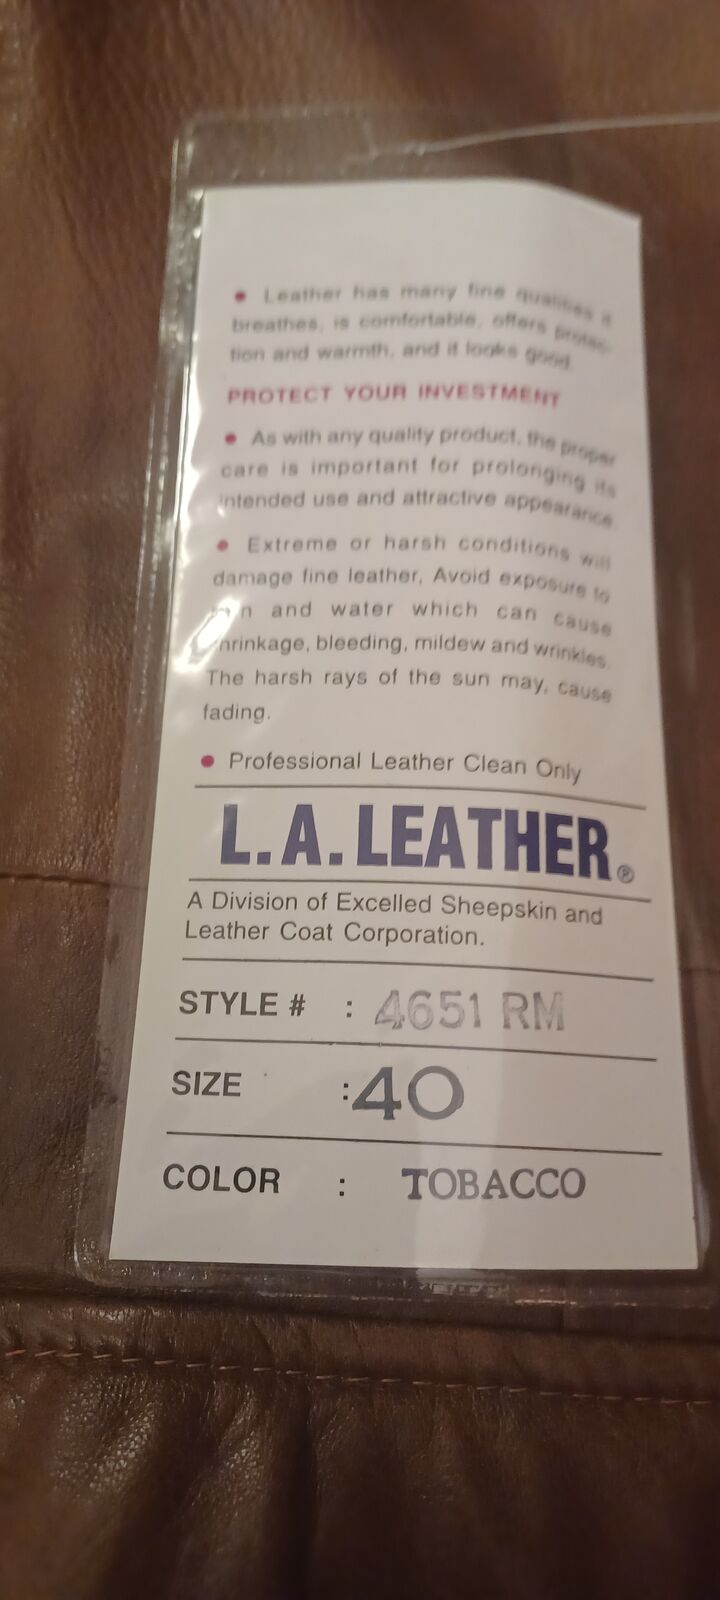 ● Leather has many fine qualities it
breathes, is comfortable, offers protec-
tion and warmth, and it looks good.
PROTECT YOUR INVESTMENT
● As with any quality product, the proper
care is important for prolonging its
intended use and attractive appearance.
● Extreme or harsh conditions will
damage fine leather, Avoid exposure to
and water which can cause
shrinkage, bleeding, mildew and wrinkles.
The harsh rays of the sun may, cause
fading.
● Professional Leather Clean Only
L.A. LEATHER®
A Division of Excelled Sheepskin and
Leather Coat Corporation.
STYLE # : 4651 RM
SIZE :40
COLOR : TOBACCO